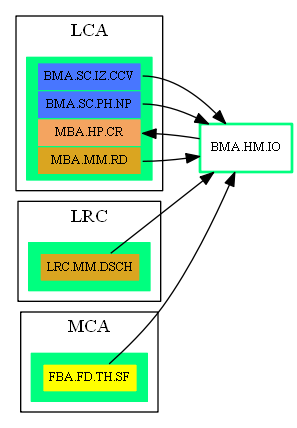 LCA
BMA.SC.IZ.CCV
BMA.SC.PH.NP
MBA.HP.CR
MBA.MM.RD
BMA.HM.IO
LRC
LRC.MM.DSCH
MCA
FBA.FD.TH.SF